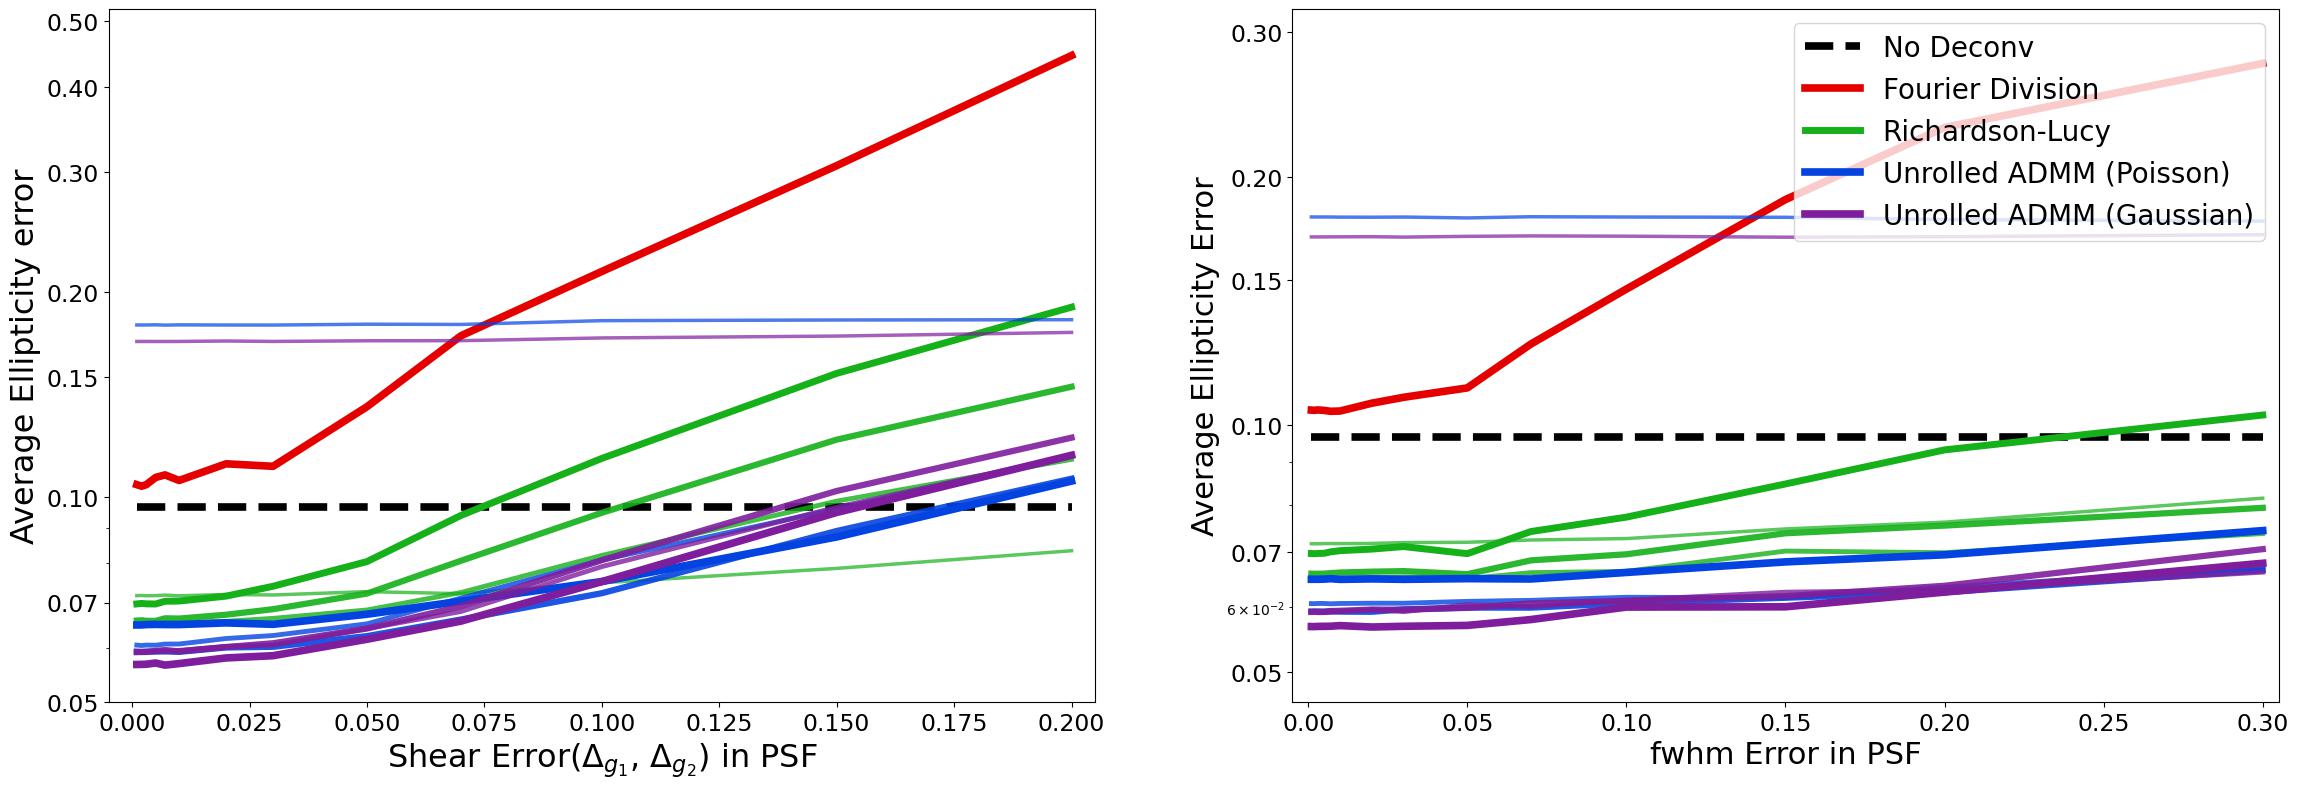 Average Ellipticity error
0.50
0.40
0.30
0.20
0.15
0.10
0.07
0.05
0.000 0.025 0.050 0.075 0.100 0.125 0.150 0.175 0.200
Shear Error(Δg₁, Δg₂) in PSF
Average Ellipticity Error
0.30
0.20
0.15
0.10
0.07
6 × 10⁻²
0.05
0.00 0.05 0.10 0.15 0.20 0.25 0.30
fwhm Error in PSF
No Deconv
Fourier Division
Richardson-Lucy
Unrolled ADMM (Poisson)
Unrolled ADMM (Gaussian)